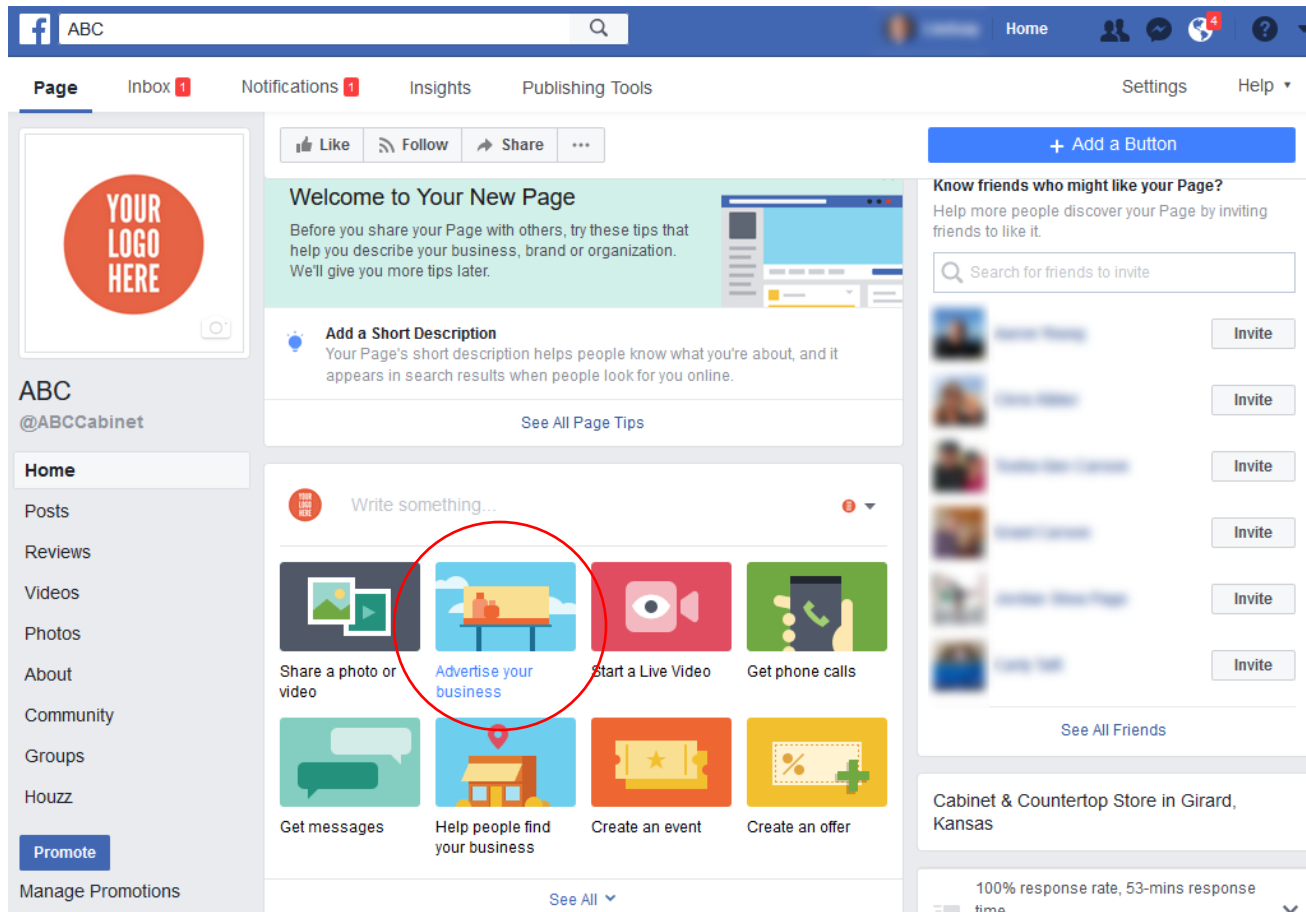 ABC
Home
4
Page
Inbox 1
Notifications 1
Insights
Publishing Tools
Settings
Help
Like
Follow
Share
+ Add a Button
YOUR
LOGO
HERE
ABC
@ABCCabinet
Home
Posts
Reviews
Videos
Photos
About
Community
Groups
Houzz
Promote
Manage Promotions
Welcome to Your New Page
Before you share your Page with others, try these tips that
help you describe your business, brand or organization.
We'll give you more tips later.
Add a Short Description
Your Page's short description helps people know what you're about, and it
appears in search results when people look for you online.
See All Page Tips
YOUR
LOGO
HERE
Write something...
Share a photo or
video
Advertise your
business
Start a Live Video
Get phone calls
Get messages
Help people find
your business
Create an event
Create an offer
See All
Know friends who might like your Page?
Help more people discover your Page by inviting
friends to like it.
Search for friends to invite
Invite
Invite
Invite
Invite
Invite
Invite
See All Friends
Cabinet & Countertop Store in Girard,
Kansas
100% response rate, 53-mins response
time